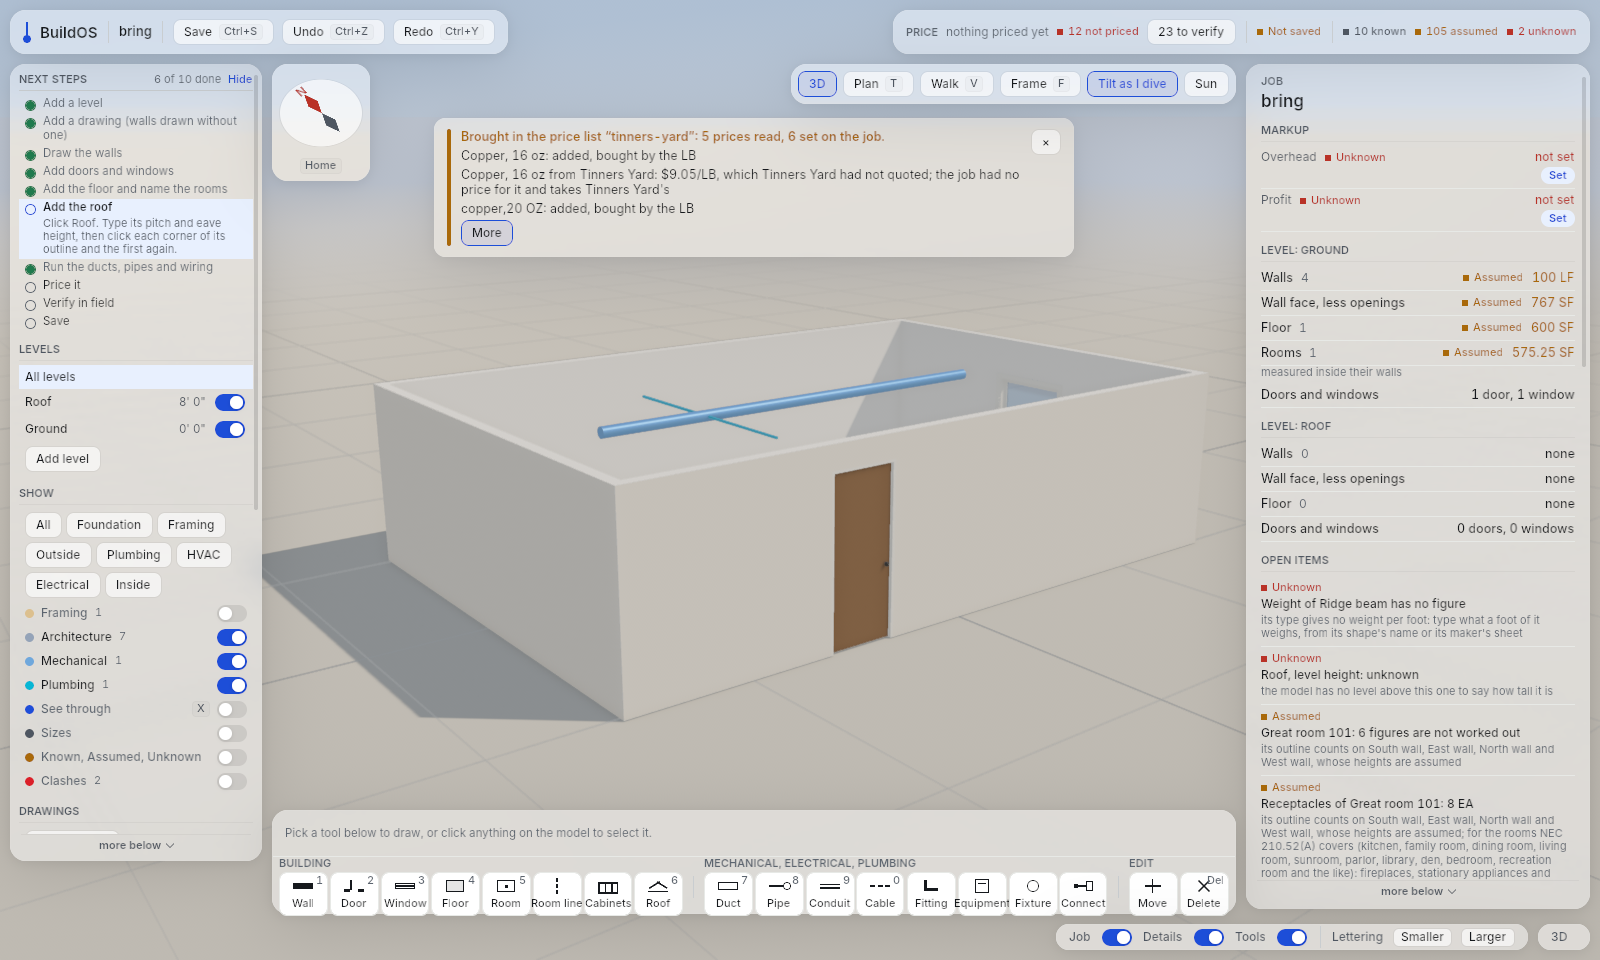 BuildOS
bring
Save Ctrl+S
Undo Ctrl+Z
Redo Ctrl+Y
PRICE nothing priced yet 12 not priced 23 to verify Not saved 10 known 105 assumed 2 unknown
NEXT STEPS 6 of 10 done Hide
Add a level
Add a drawing (walls drawn without
one)
Draw the walls
Add doors and windows
Add the floor and name the rooms
Add the roof
Click Roof. Type its pitch and eave
height, then click each corner of its
outline and the first again.
Run the ducts, pipes and wiring
Price it
Verify in field
Save
LEVELS
All levels
Roof 8' 0"
Ground 0' 0"
Add level
SHOW
All Foundation Framing
Outside Plumbing HVAC
Electrical Inside
Framing 1
Architecture 7
Mechanical 1
Plumbing 1
See through X
Sizes
Known, Assumed, Unknown
Clashes 2
DRAWINGS
more below
N
Home
3D Plan T Walk V Frame F Tilt as I dive Sun
Brought in the price list “tinners-yard”: 5 prices read, 6 set on the job.
×
Copper, 16 oz: added, bought by the LB
Copper, 16 oz from Tinners Yard: $9.05/LB, which Tinners Yard had not quoted; the job had no
price for it and takes Tinners Yard's
copper,20 OZ: added, bought by the LB
More
Pick a tool below to draw, or click anything on the model to select it.
BUILDING
Wall 1
Door 2
Window 3
Floor 4
Room 5
Room line
Cabinets
Roof 6
MECHANICAL, ELECTRICAL, PLUMBING
Duct 7
Pipe 8
Conduit 9
Cable 0
Fitting
Equipment
Fixture
Connect
EDIT
Move
Delete Del
JOB
bring
MARKUP
Overhead Unknown not set
Set
Profit Unknown not set
Set
LEVEL: GROUND
Walls 4 Assumed 100 LF
Wall face, less openings Assumed 767 SF
Floor 1 Assumed 600 SF
Rooms 1 Assumed 575.25 SF
measured inside their walls
Doors and windows 1 door, 1 window
LEVEL: ROOF
Walls 0 none
Wall face, less openings none
Floor 0 none
Doors and windows 0 doors, 0 windows
OPEN ITEMS
Unknown
Weight of Ridge beam has no figure
its type gives no weight per foot: type what a foot of it
weighs, from its shape's name or its maker's sheet
Unknown
Roof, level height: unknown
the model has no level above this one to say how tall it is
Assumed
Great room 101: 6 figures are not worked out
its outline counts on South wall, East wall, North wall and
West wall, whose heights are assumed
Assumed
Receptacles of Great room 101: 8 EA
its outline counts on South wall, East wall, North wall and
West wall, whose heights are assumed; for the rooms NEC
210.52(A) covers (kitchen, family room, dining room, living
room, sunroom, parlor, library, den, bedroom, recreation
room and the like): fireplaces, stationary appliances and
more below
Job Details Tools Lettering Smaller Larger 3D